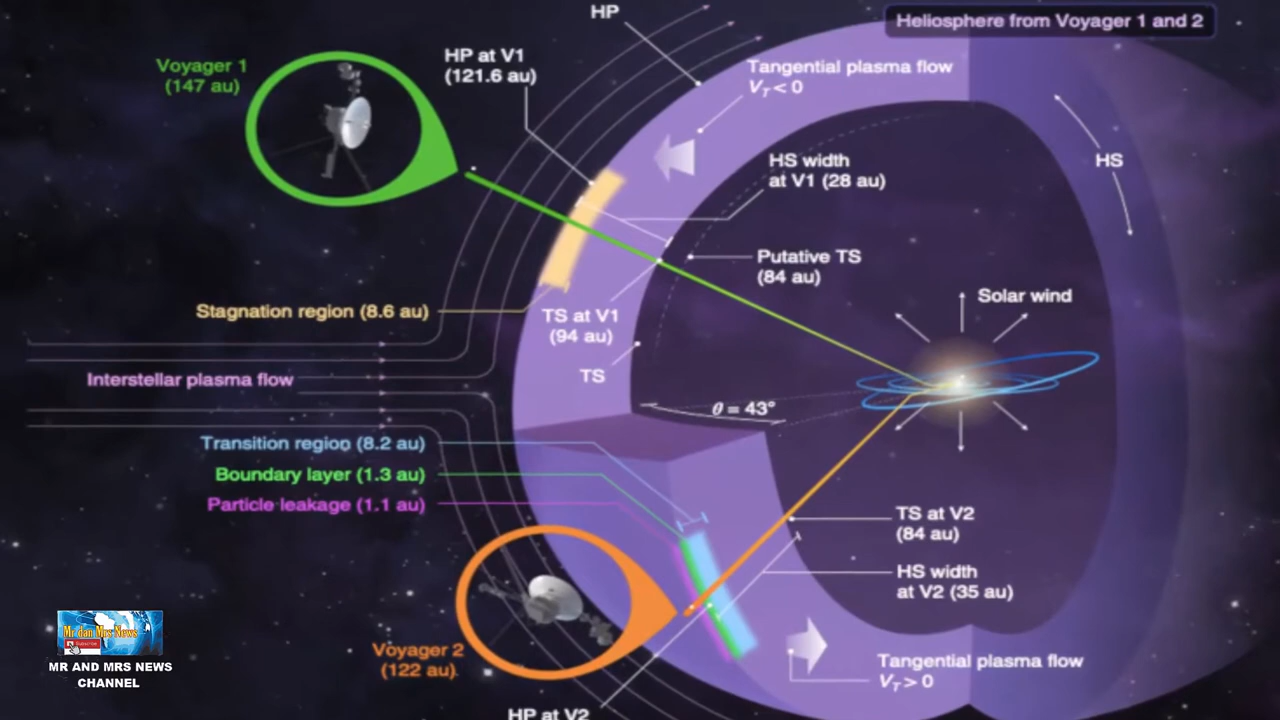 HP
Heliosphere from Voyager 1 and 2
HP at V1
(121.6 au)
Voyager 1
(147 au)
Tangential plasma flow
V_T < 0
HS width
at V1 (28 au)
HS
Putative TS
(84 au)
Solar wind
Stagnation region (8.6 au)
TS at V1
(94 au)
TS
Interstellar plasma flow
θ = 43°
Transition region (8.2 au)
Boundary layer (1.3 au)
Particle leakage (1.1 au)
TS at V2
(84 au)
HS width
at V2 (35 au)
Voyager 2
(122 au)
Tangential plasma flow
V_T > 0
HP at V2
Mr dan Mrs News
MR AND MRS NEWS
CHANNEL